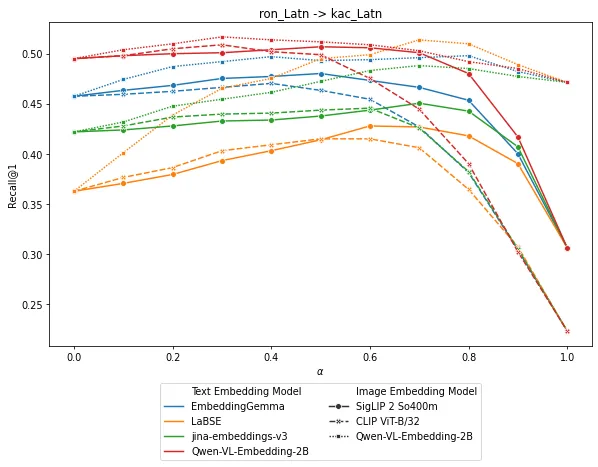 ron_Latn -> kac_Latn
Recall@1
0.50
0.45
0.40
0.35
0.30
0.25
0.0 0.2 0.4 0.6 0.8 1.0
α
Text Embedding Model
EmbeddingGemma
LaBSE
jina-embeddings-v3
Qwen-VL-Embedding-2B
Image Embedding Model
SigLIP 2 So400m
CLIP ViT-B/32
Qwen-VL-Embedding-2B